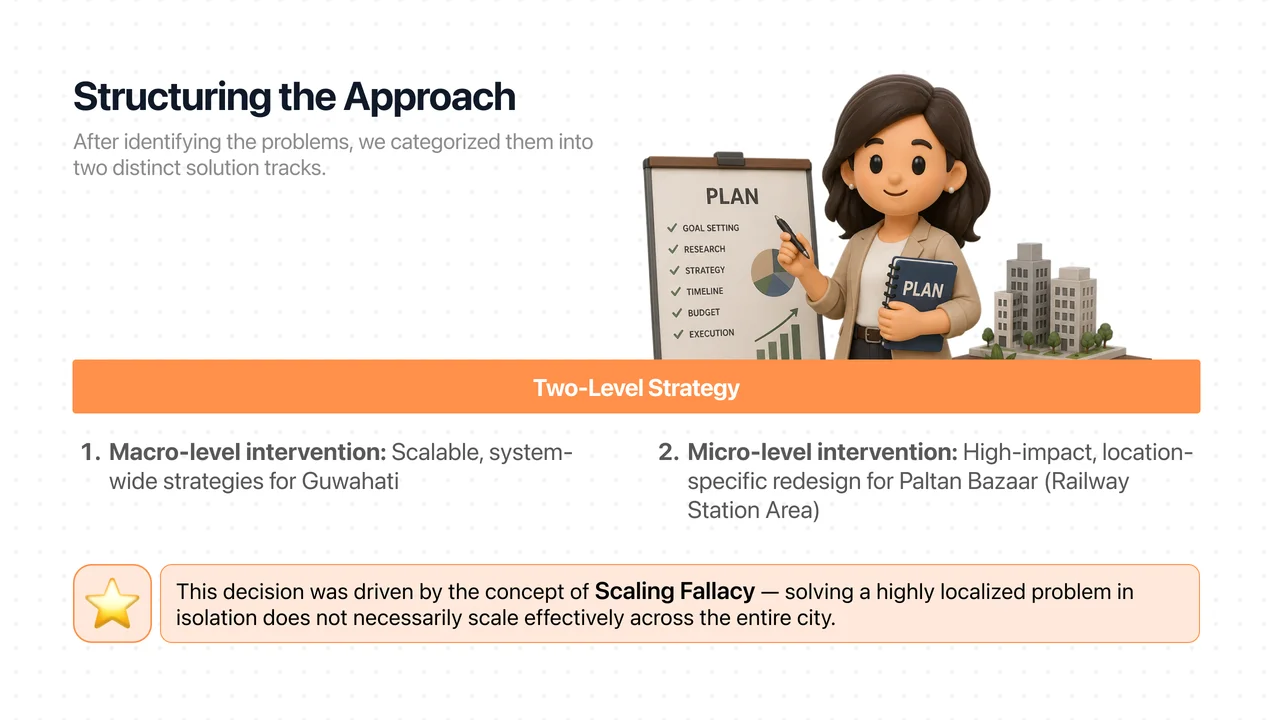 Structuring the Approach
After identifying the problems, we categorized them into
two distinct solution tracks.
PLAN
GOAL SETTING
RESEARCH
STRATEGY
TIMELINE
BUDGET
EXECUTION
PLAN
Two-Level Strategy
1. Macro-level intervention: Scalable, system-
wide strategies for Guwahati
2. Micro-level intervention: High-impact, location-
specific redesign for Paltan Bazaar (Railway
Station Area)
This decision was driven by the concept of Scaling Fallacy — solving a highly localized problem in
isolation does not necessarily scale effectively across the entire city.